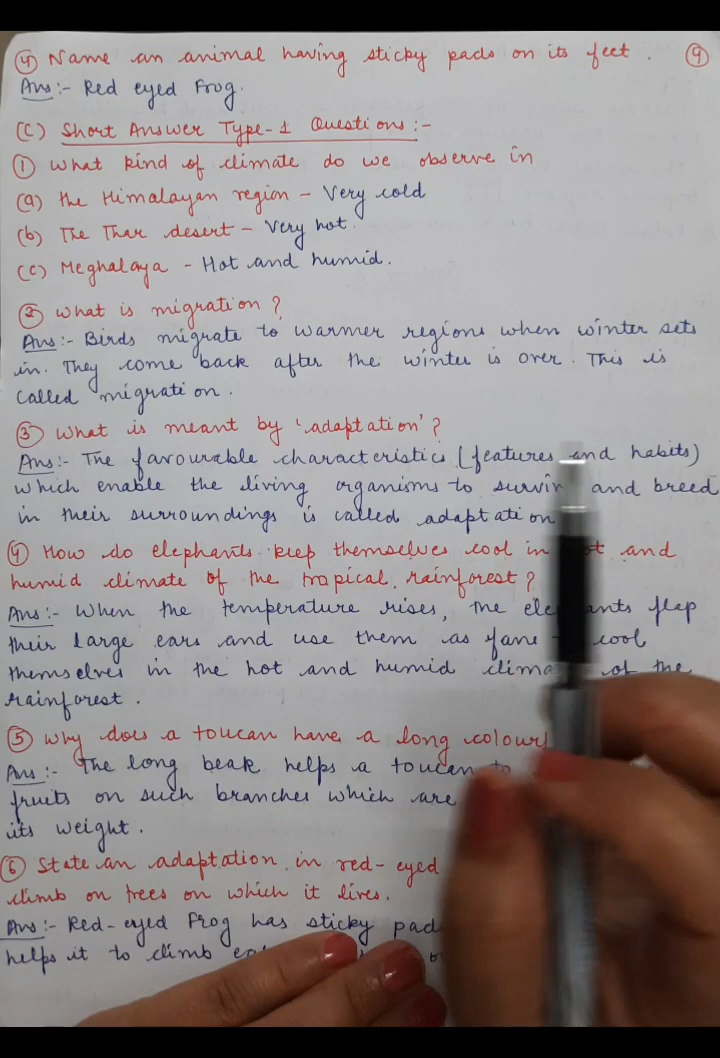 (4) Name an animal having sticky pads on its feet. (9)
Ans:- Red eyed Frog.
(C) Short Answer Type-1 Questions:-
(1) What kind of climate do we observe in
(a) the Himalayan region - Very cold
(b) The Thar desert - Very hot.
(c) Meghalaya - Hot and humid.
(2) What is migration?
Ans:- Birds migrate to warmer regions when winter sets
in. They come back after the winter is over. This is
called migration.
(3) What is meant by 'adaptation'?
Ans:- The favourable characteristics (features and habits)
which enable the living organisms to and breed
in their surroundings is called adaptation
(4) How do elephants keep themselves cool in and
humid climate of the tropical rainforest?
Ans:- When the temperature rises, the flap
their large ears and use them as fans cool
themselves in the hot and humid of the
rainforest.
(5) Why does a toucan have a long
Ans:- The long beak helps a toucan to
fruits on such branches which are
its weight.
(6) State an adaptation in red-eyed
climb on trees on which it lives.
Ans:- Red-eyed Frog has sticky
helps it to climb